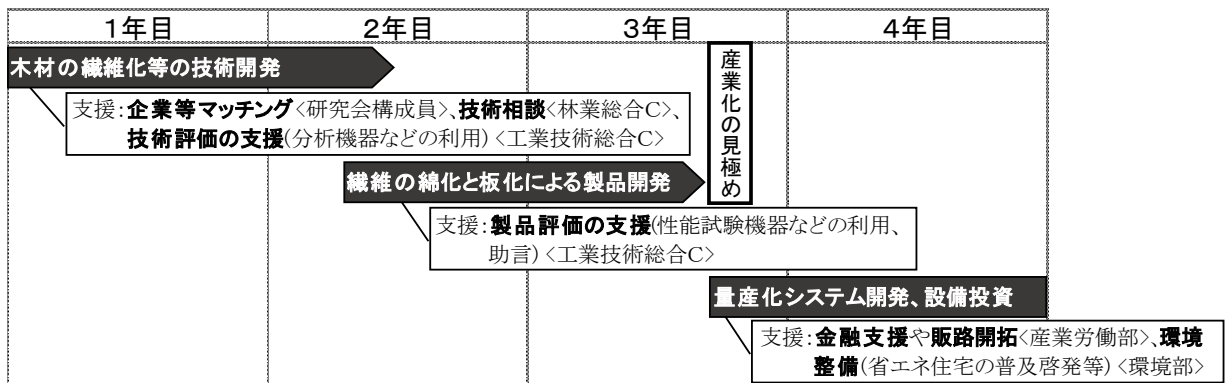 1年目 2年目 3年目 4年目
木材の繊維化等の技術開発
支援:企業等マッチング<研究会構成員>、技術相談<林業総合C>、
技術評価の支援(分析機器などの利用)<工業技術総合C>
産業化の見極め
繊維の綿化と板化による製品開発
支援:製品評価の支援(性能試験機器などの利用、
助言)<工業技術総合C>
量産化システム開発、設備投資
支援:金融支援や販路開拓<産業労働部>、環境
整備(省エネ住宅の普及啓発等)<環境部>